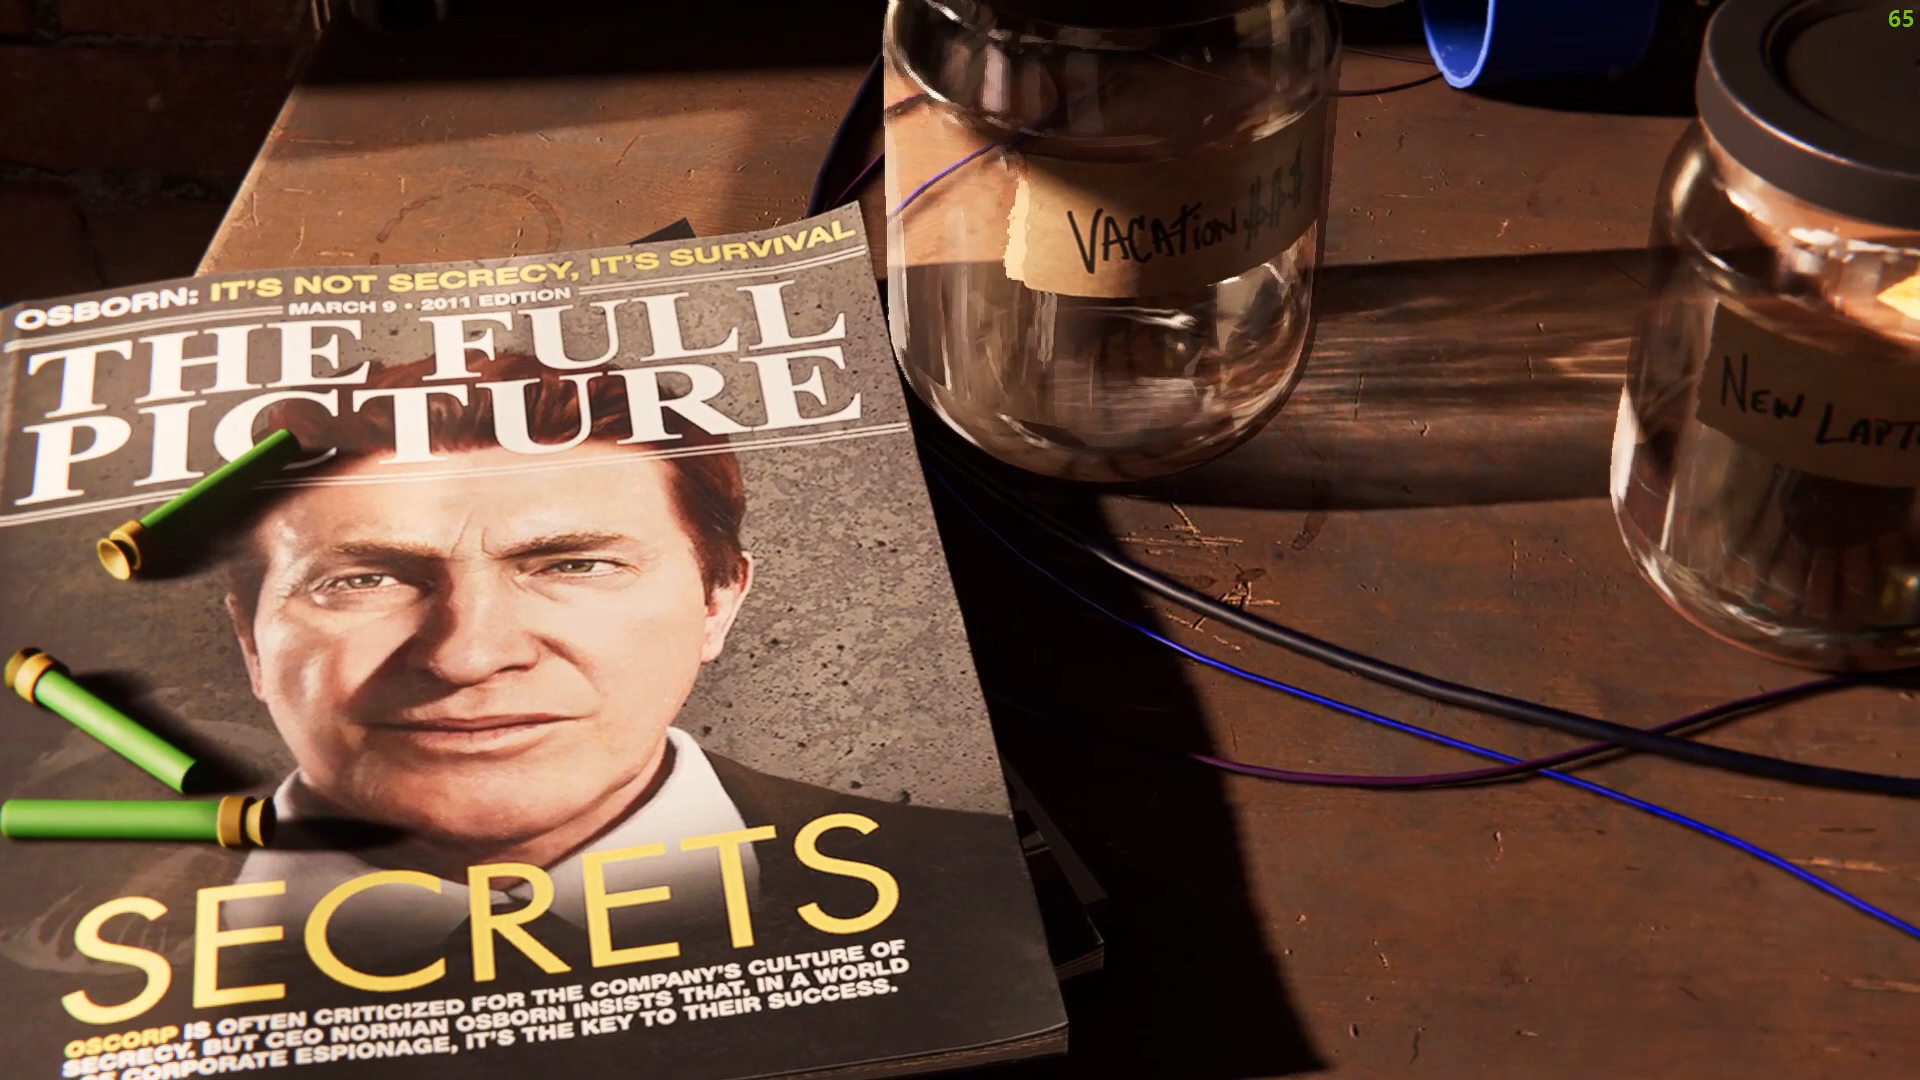 65
VACATION $$$
NEW LAPT
OSBORN: IT'S NOT SECRECY, IT'S SURVIVAL
MARCH 9 • 2011 EDITION
THE FULL
PICTURE
SECRETS
OSCORP IS OFTEN CRITICIZED FOR THE COMPANY'S CULTURE OF
SECRECY. BUT CEO NORMAN OSBORN INSISTS THAT, IN A WORLD
OF CORPORATE ESPIONAGE, IT'S THE KEY TO THEIR SUCCESS.